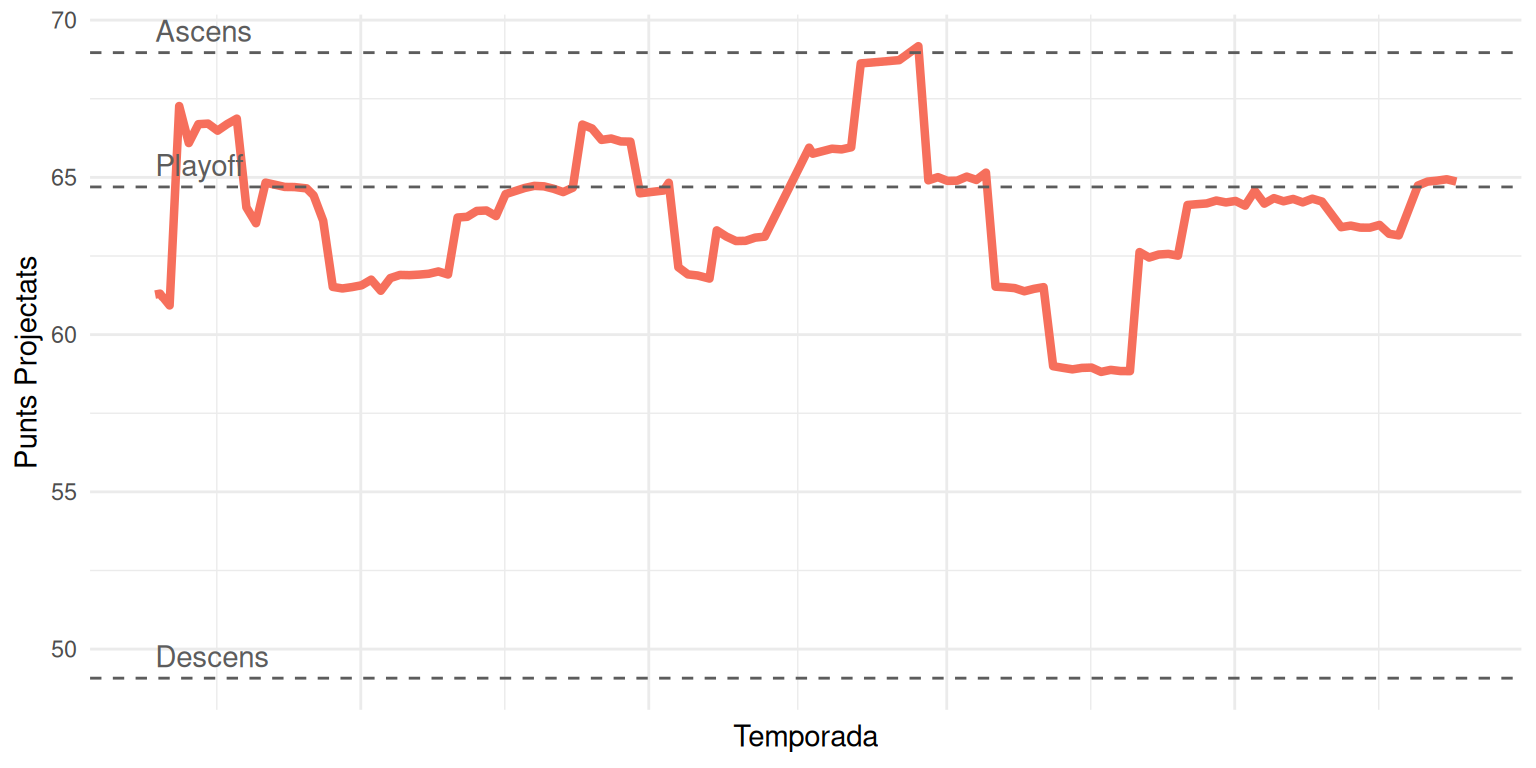 70
Ascens
Playoff
65
60
55
50
Descens
Punts Projectats
Temporada